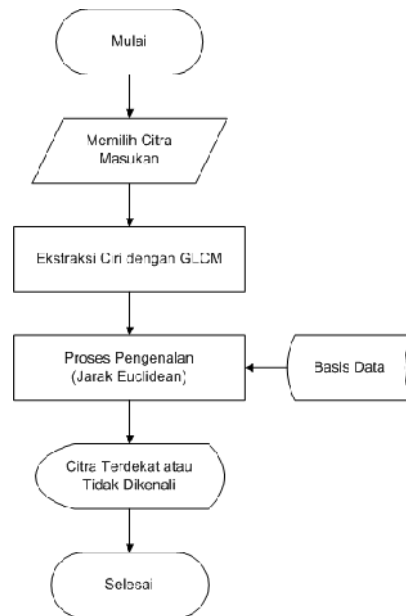 Mulai
Memilih Citra
Masukan
Ekstraksi Ciri dengan GLCM
Proses Pengenalan
(Jarak Euclidean)
Basis Data
Citra Terdekat atau
Tidak Dikenali
Selesai